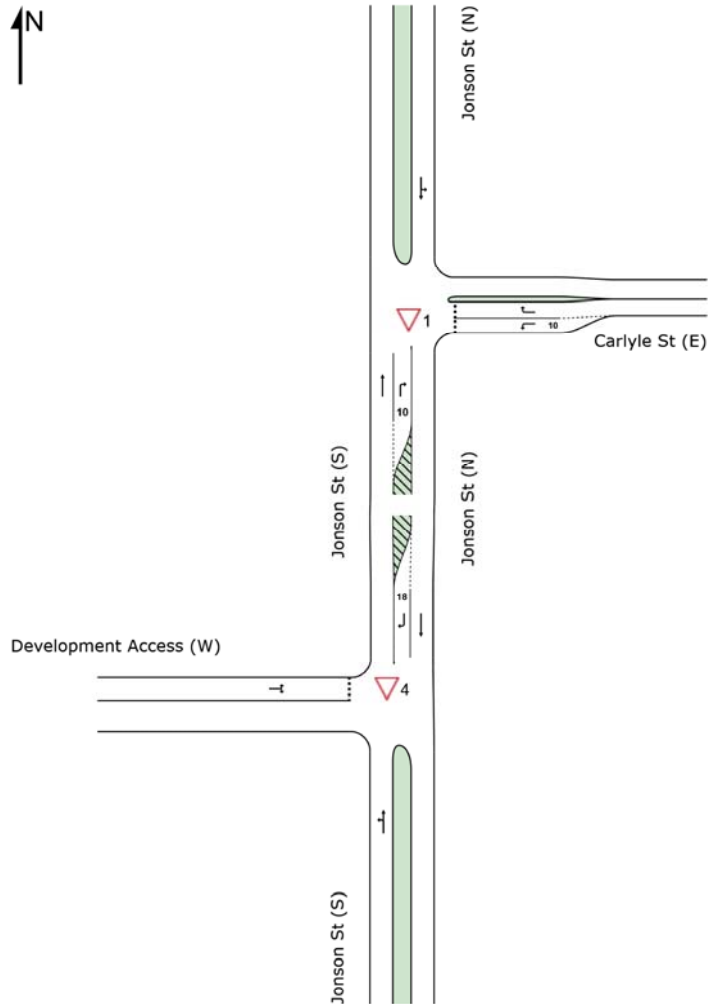 N
Jonson St (N)
1
10
Carlyle St (E)
10
Jonson St (S)
Jonson St (N)
18
Development Access (W)
4
Jonson St (S)